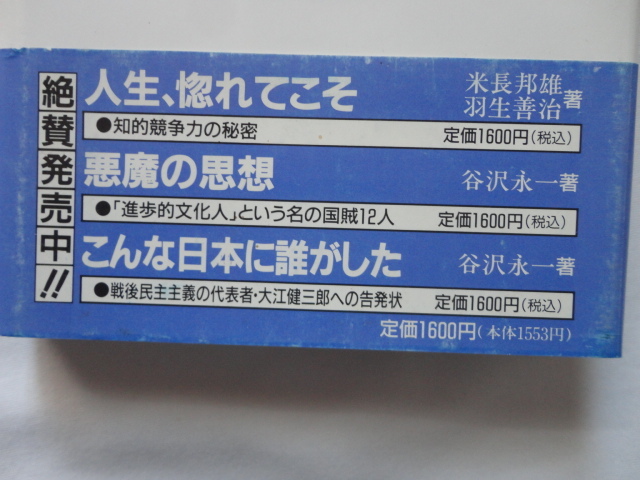 絶賛発売中!!
人生、惚れてこそ
米長邦雄
羽生善治著
●知的競争力の秘密 定価1600円(税込)
悪魔の思想 谷沢永一著
●「進歩的文化人」という名の国賊12人 定価1600円(税込)
こんな日本に誰がした 谷沢永一著
●戦後民主主義の代表者・大江健三郎への告発状 定価1600円(税込)
定価1600円(本体1553円)